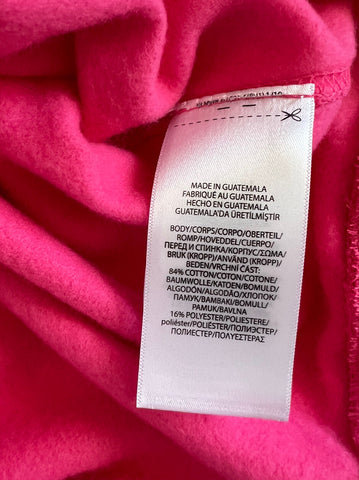 MADE IN GUATEMALA
FABRIQUÉ AU GUATEMALA
HECHO EN GUATEMALA
GUATEMALA'DA ÜRETİLMİŞTİR
BODY/CORPS/CORPO/OBERTEIL/
ROMP/HOVEDDEL/CUERPO/
ПЕРЕД И СПИНКА/КОРПУС/ΣΩΜΑ/
BRUK (KROPP)/ANVÄND (KROPP)/
BEDEN/VRCHNÍ ČÁST:
84% COTTON/COTON/COTONE/
BAUMWOLLE/KATOEN/BOMULD/
ALGODÓN/ALGODÃO/ХЛОПОК/
ПАМУК/ΒΑΜΒΑΚΙ/BOMULL/
PAMUK/BAVLNA
16% POLYESTER/POLIESTERE/
poliéster/POLIÉSTER/ПОЛИЭСТЕР/
ПОЛИЕСТЕР/ΠΟΛΥΕΣΤΕΡΑΣ